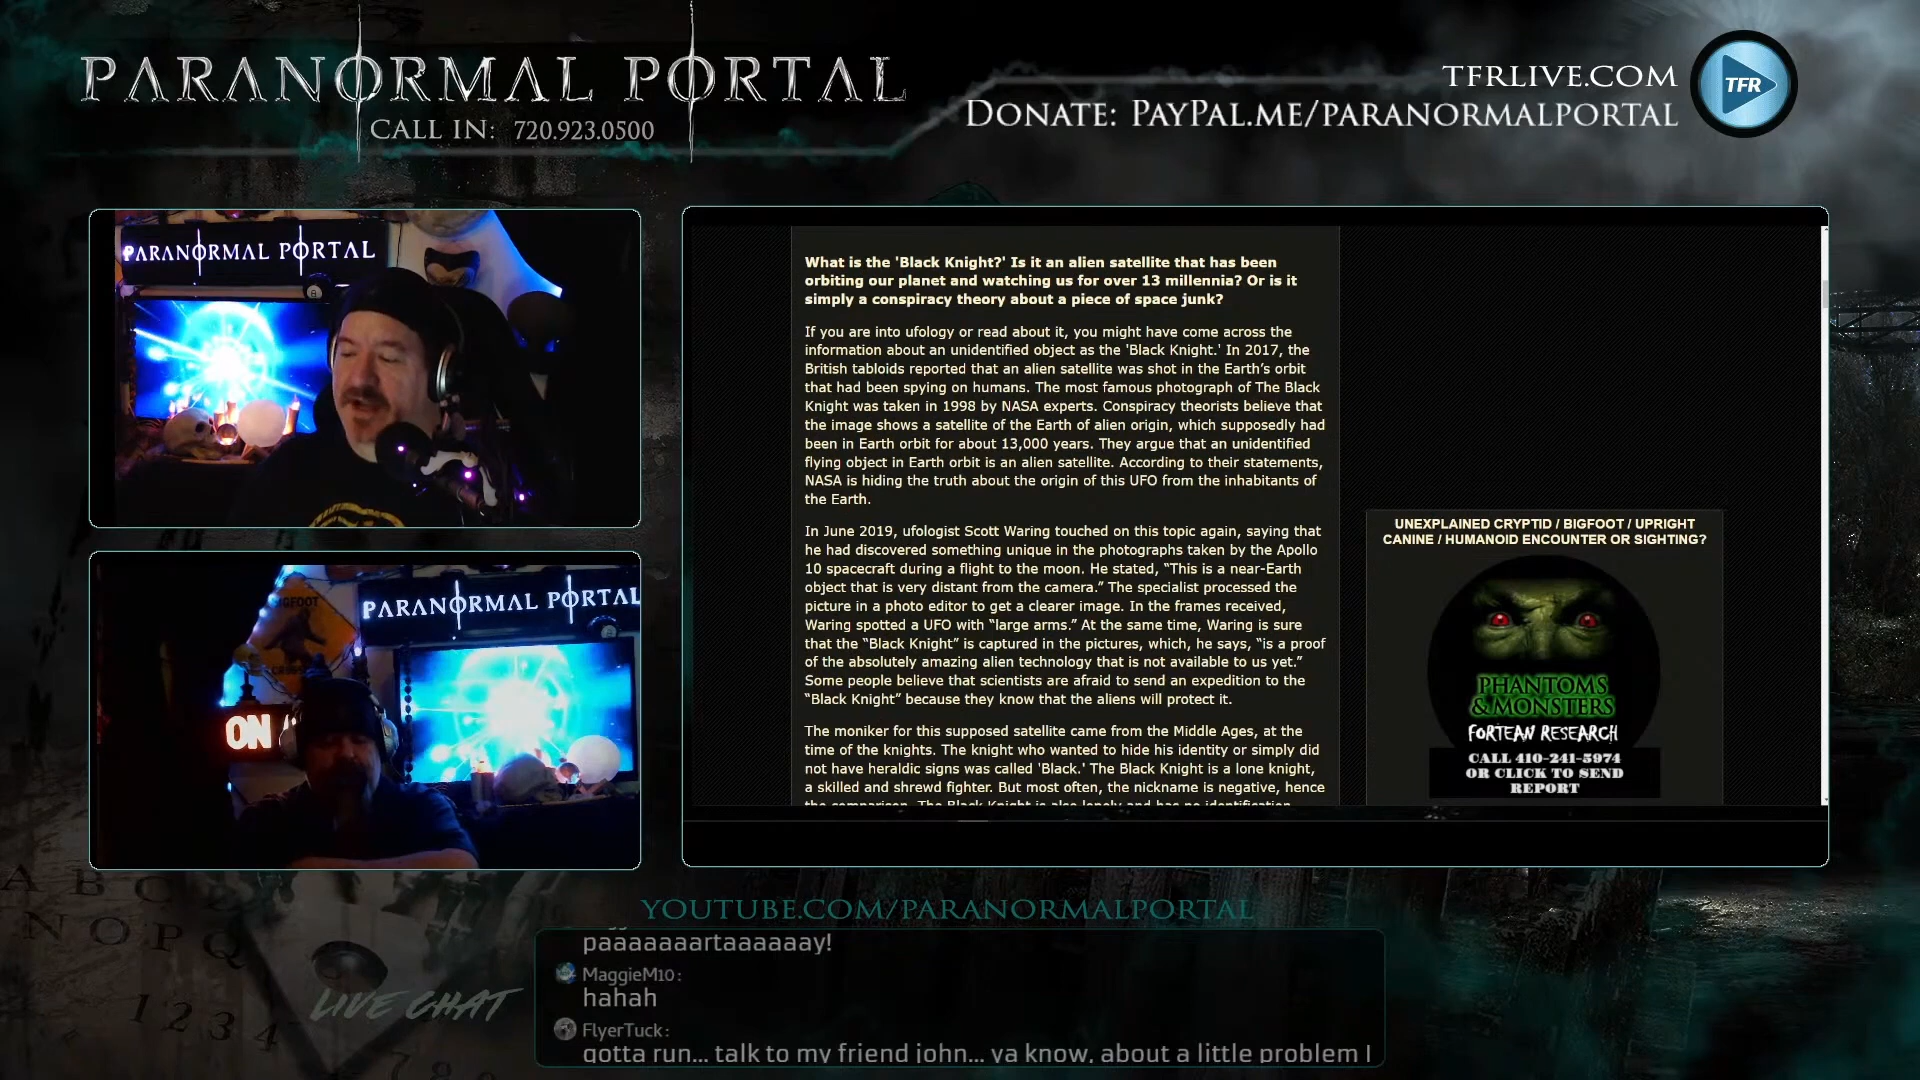 PARANORMAL PORTAL
CALL IN: 720.923.0500
TFRLIVE.COM
DONATE: PAYPAL.ME/PARANORMALPORTAL
TFR
PARANORMAL PORTAL
What is the 'Black Knight?' Is it an alien satellite that has been
orbiting our planet and watching us for over 13 millennia? Or is it
simply a conspiracy theory about a piece of space junk?
If you are into ufology or read about it, you might have come across the
information about an unidentified object as the 'Black Knight.' In 2017, the
British tabloids reported that an alien satellite was shot in the Earth's orbit
that had been spying on humans. The most famous photograph of The Black
Knight was taken in 1998 by NASA experts. Conspiracy theorists believe that
the image shows a satellite of the Earth of alien origin, which supposedly had
been in Earth orbit for about 13,000 years. They argue that an unidentified
flying object in Earth orbit is an alien satellite. According to their statements,
NASA is hiding the truth about the origin of this UFO from the inhabitants of
the Earth.
In June 2019, ufologist Scott Waring touched on this topic again, saying that
he had discovered something unique in the photographs taken by the Apollo
10 spacecraft during a flight to the moon. He stated, “This is a near-Earth
object that is very distant from the camera.” The specialist processed the
picture in a photo editor to get a clearer image. In the frames received,
Waring spotted a UFO with “large arms.” At the same time, Waring is sure
that the “Black Knight” is captured in the pictures, which, he says, “is a proof
of the absolutely amazing alien technology that is not available to us yet.”
Some people believe that scientists are afraid to send an expedition to the
“Black Knight” because they know that the aliens will protect it.
The moniker for this supposed satellite came from the Middle Ages, at the
time of the knights. The knight who wanted to hide his identity or simply did
not have heraldic signs was called 'Black.' The Black Knight is a lone knight,
a skilled and shrewd fighter. But most often, the nickname is negative, hence
the comparison. The Black Knight is also lonely and has no identification
UNEXPLAINED CRYPTID / BIGFOOT / UPRIGHT
CANINE / HUMANOID ENCOUNTER OR SIGHTING?
PHANTOMS
& MONSTERS
FORTEAN RESEARCH
CALL 410-241-5974
OR CLICK TO SEND
REPORT
BIGFOOT
PARANORMAL PORTAL
ON
YOUTUBE.COM/PARANORMALPORTAL
paaaaaaartaaaaaay!
MaggieM10:
hahah
FlyerTuck:
gotta run... talk to my friend john... ya know, about a little problem I
LIVE CHAT
A B C
N O P Q
1 2 3 4
7 8 9